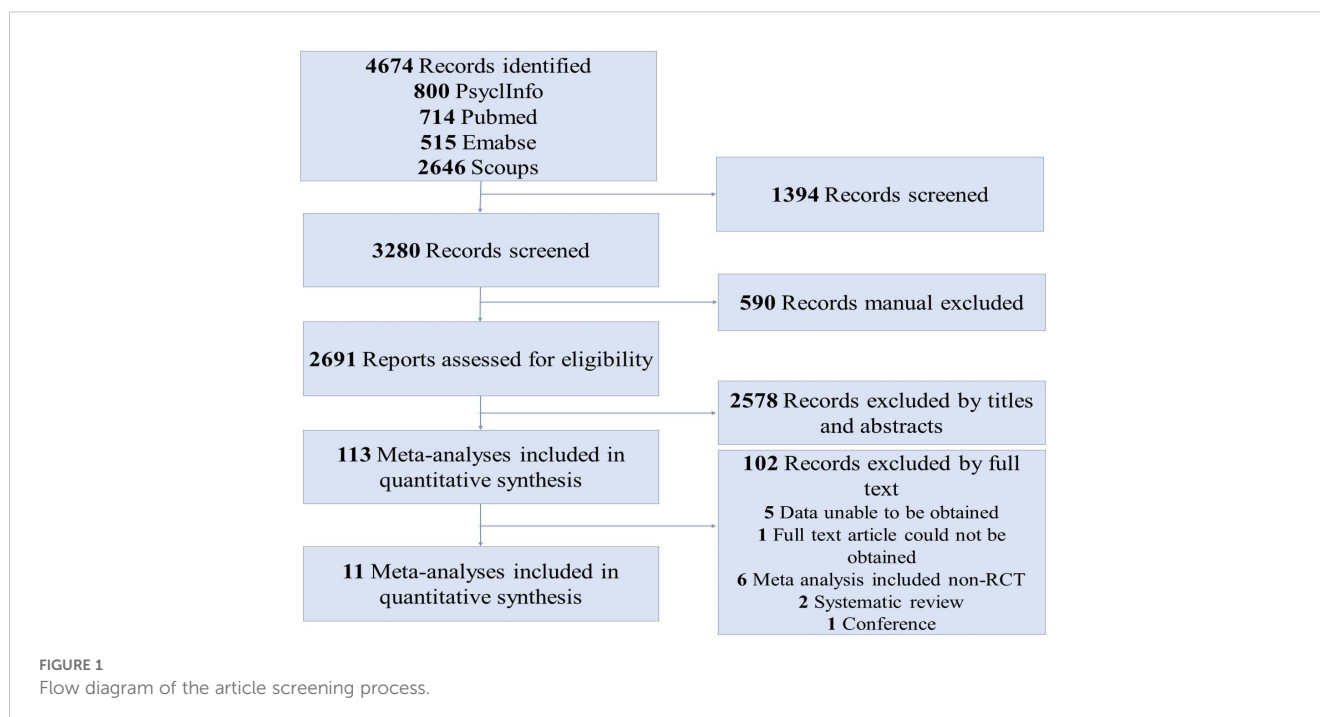 4674 Records identified
800 PsyclInfo
714 Pubmed
515 Emabse
2646 Scoups
1394 Records screened
3280 Records screened
590 Records manual excluded
2691 Reports assessed for eligibility
2578 Records excluded by titles
and abstracts
113 Meta-analyses included in
quantitative synthesis
102 Records excluded by full
text
5 Data unable to be obtained
1 Full text article could not be
obtained
6 Meta analysis included non-RCT
2 Systematic review
1 Conference
11 Meta-analyses included in
quantitative synthesis
FIGURE 1
Flow diagram of the article screening process.